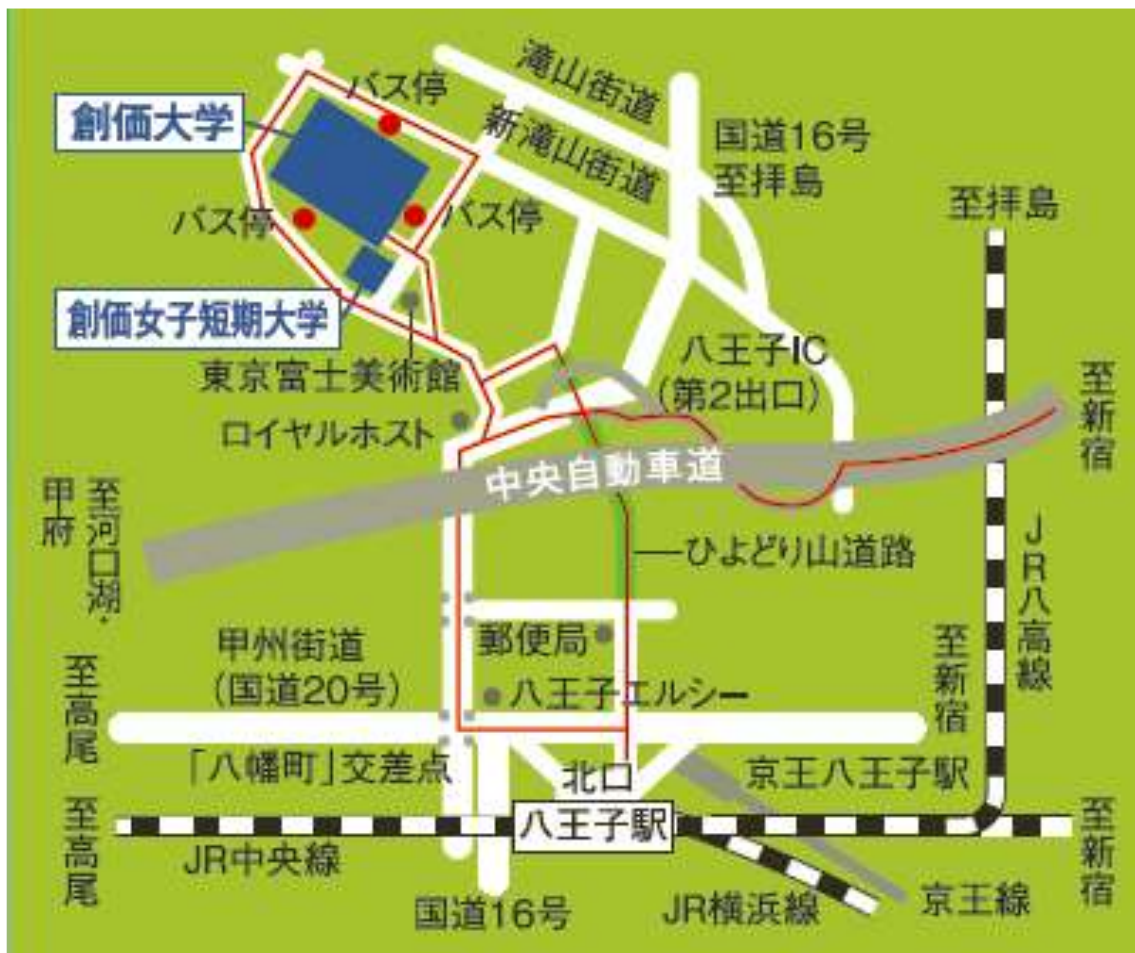 滝山街道
バス停
創価大学
新滝山街道
国道16号
至拝島
至拝島
バス停
バス停
創価女子短期大学
東京富士美術館
八王子IC
(第2出口)
至新宿
ロイヤルホスト
中央自動車道
至河口湖・
甲府
ひよどり山道路
JR八高線
甲州街道
(国道20号)
郵便局
八王子エルシー
至新宿
至高尾
「八幡町」交差点
北口
京王八王子駅
至高尾
八王子駅
至新宿
JR中央線
国道16号
JR横浜線
京王線